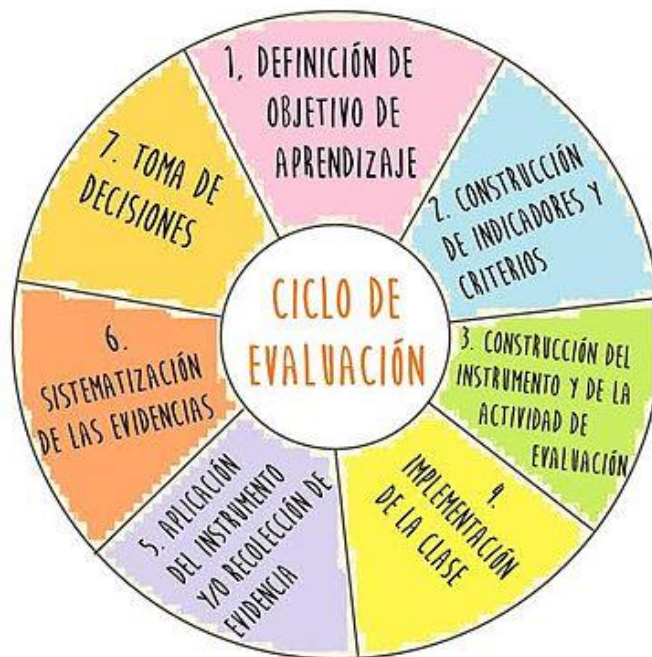 CICLO DE
EVALUACIÓN
1, DEFINICIÓN DE
OBJETIVO DE
APRENDIZAJE
2. CONSTRUCCIÓN
DE INDICADORES Y
CRITERIOS
3. CONSTRUCCIÓN DEL
INSTRUMENTO Y DE LA
ACTIVIDAD DE
EVALUACIÓN
4.
IMPLEMENTACIÓN
DE LA CLASE
5. APLICACIÓN
DEL INSTRUMENTO
Y/O RECOLECCIÓN DE
EVIDENCIA
6.
SISTEMATIZACIÓN
DE LAS EVIDENCIAS
7. TOMA DE
DECISIONES